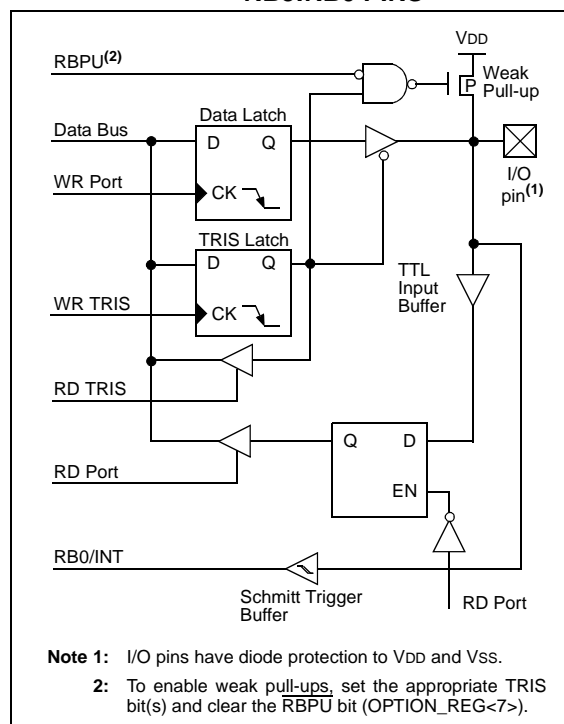 PINS
VDD
RBPU(2)
Weak
Pull-up
P
Data Latch
Data Bus
D Q
WR Port
CK
I/O
pin(1)
TRIS Latch
D Q
TTL
Input
Buffer
WR TRIS
CK
RD TRIS
Q D
RD Port
EN
RB0/INT
Schmitt Trigger
Buffer
RD Port
Note 1: I/O pins have diode protection to VDD and VSS.
2: To enable weak pull-ups, set the appropriate TRIS
bit(s) and clear the RBPU bit (OPTION_REG<7>).